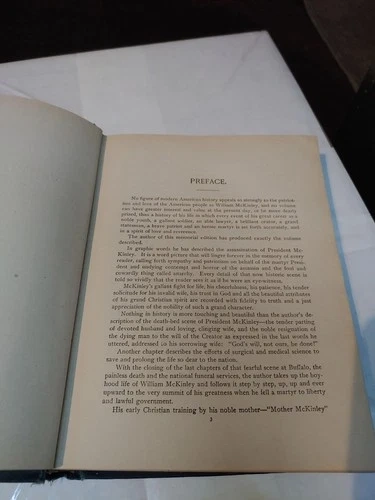 PREFACE.
No figure of modern American history appeals so strongly to the patriot-
ism and love of the American people as William McKinley, and no volume
can have greater interest and value at the present day, or be more dearly
prized, than a history of his life in which every event of his great career as a
noble youth, a gallant soldier, an able lawyer, a brilliant orator, a grand
statesman, a brave patriot and an heroic martyr is set forth accurately, and
in a spirit of love and reverence.
The author of this memorial edition has produced exactly the volume
described.
In graphic words he has described the assassination of President Mc-
Kinley. It is a word picture that will linger forever in the memory of every
reader, calling forth sympathy and patriotism on behalf of the martyr Presi-
dent and undying contempt and horror of the assassin and the foul and
cowardly thing called anarchy. Every detail of that now historic scene is
told so vividly that the reader sees it as if he were an eye-witness.
McKinley's gallant fight for life; his cheerfulness, his patience, his tender
solicitude for his invalid wife, his trust in God and all the beautiful attributes
of his grand Christian spirit are recorded with fidelity to truth and a just
appreciation of the nobility of such a grand character.
Nothing in history is more touching and beautiful than the author's de-
scription of the death-bed scene of President McKinley—the tender parting
of devoted husband and loving, clinging wife, and the noble resignation of
the dying man to the will of the Creator as expressed in the last words he
uttered, addressed to his sorrowing wife: "God's will, not ours, be done!"
Another chapter describes the efforts of surgical and medical science to
save and prolong the life so dear to the nation.
With the closing of the last chapters of that fearful scene at Buffalo, the
painless death and the national funeral services, the author takes up the boy-
hood life of William McKinley and follows it step by step, up, up and ever
upward to the very summit of his greatness when he fell a martyr to liberty
and lawful government.
His early Christian training by his noble mother—"Mother McKinley"
3